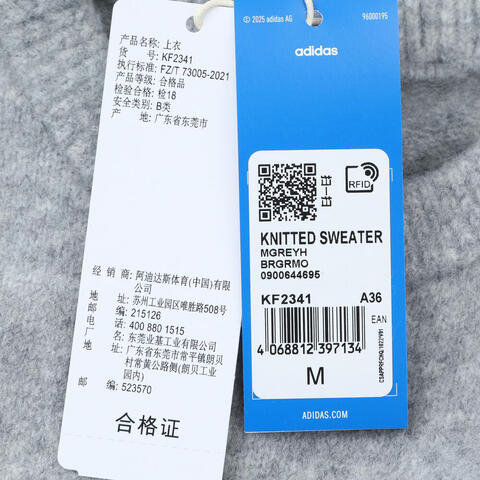 产品名称: 上衣
货 号: KF2341
执行标准: FZ/T 73005-2021
产品等级: 合格品
检验合格: 检18
安全类别: B类
产 地: 广东省东莞市
经 销 商: 阿迪达斯体育(中国)有限
公司
地 址: 苏州工业园区唯胜路508号
邮 编: 215126
电 话: 400 880 1515
厂 名: 东莞业基工业有限公司
厂 址: 广东省东莞市常平镇朗贝
村常黄公路侧(朗贝工业
园内)
邮 编: 523570
合格证
© 2025 adidas AG
96000195
adidas
RFID
KNITTED SWEATER
MGREYH
BRGRMO
0900644695
KF2341 A36
EAN
4 068812 397134
M
ADIDAS.COM